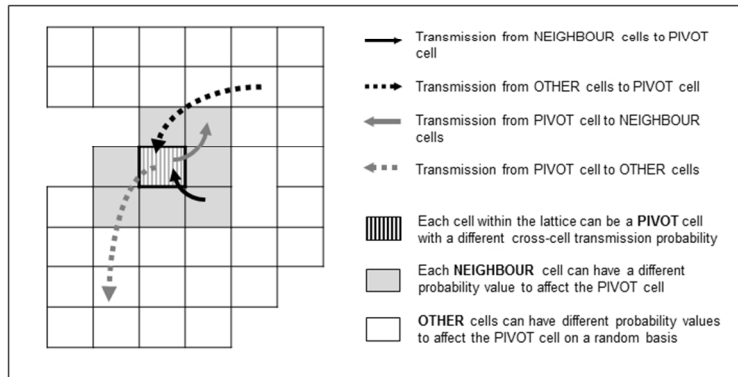 Transmission from NEIGHBOUR cells to PIVOT
cell
Transmission from OTHER cells to PIVOT cell
Transmission from PIVOT cell to NEIGHBOUR
cells
Transmission from PIVOT cell to OTHER cells
Each cell within the lattice can be a PIVOT cell
with a different cross-cell transmission probability
Each NEIGHBOUR cell can have a different
probability value to affect the PIVOT cell
OTHER cells can have different probability values
to affect the PIVOT cell on a random basis